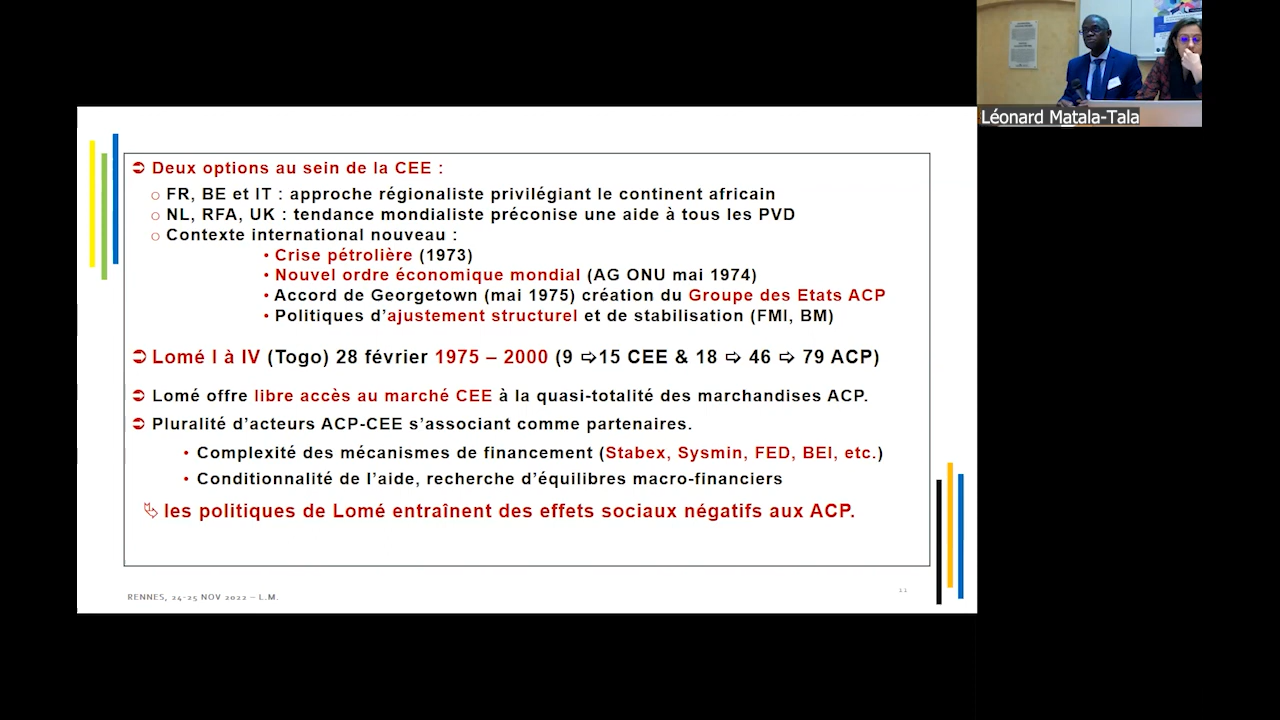 Deux options au sein de la CEE :
FR, BE et IT : approche régionaliste privilégiant le continent africain
NL, RFA, UK : tendance mondialiste préconise une aide à tous les PVD
Contexte international nouveau :
• Crise pétrolière (1973)
• Nouvel ordre économique mondial (AG ONU mai 1974)
• Accord de Georgetown (mai 1975) création du Groupe des Etats ACP
• Politiques d'ajustement structurel et de stabilisation (FMI, BM)
Lomé I à IV (Togo) 28 février 1975 – 2000 (9 ⇨15 CEE & 18 ⇨ 46 ⇨ 79 ACP)
Lomé offre libre accès au marché CEE à la quasi-totalité des marchandises ACP.
Pluralité d'acteurs ACP-CEE s'associant comme partenaires.
• Complexité des mécanismes de financement (Stabex, Sysmin, FED, BEI, etc.)
• Conditionnalité de l'aide, recherche d'équilibres macro-financiers
les politiques de Lomé entraînent des effets sociaux négatifs aux ACP.
RENNES, 24-25 NOV 2022 – L.M.
11
Léonard Matala-Tala